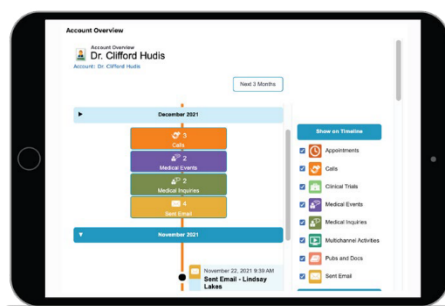 Account Overview
Account Overview
Dr. Clifford Hudis
Account: Dr. Clifford Hudis
Next 3 Months
December 2021
3
Calls
2
Medical Events
2
Medical Inquiries
4
Sent Email
November 2021
November 22, 2021 8:39 AM
Sent Email - Lindsay
Lakes
Show on Timeline
Appointments
Calls
Clinical Trials
Medical Events
Medical Inquiries
Multichannel Activities
Pubs and Docs
Sent Email